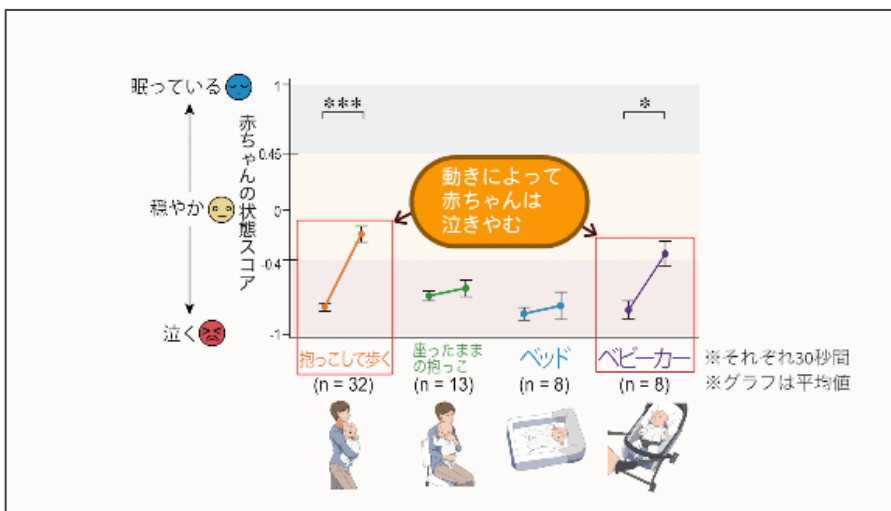 眠っている
穏やか
泣く
赤ちゃんの状態スコア
1
0.45
0
-0.4
-1
***
*
動きによって
赤ちゃんは
泣きやむ
抱っこして歩く
(n = 32)
座ったまま
の抱っこ
(n = 13)
ベッド
(n = 8)
ベビーカー
(n = 8)
※それぞれ30秒間
※グラフは平均値